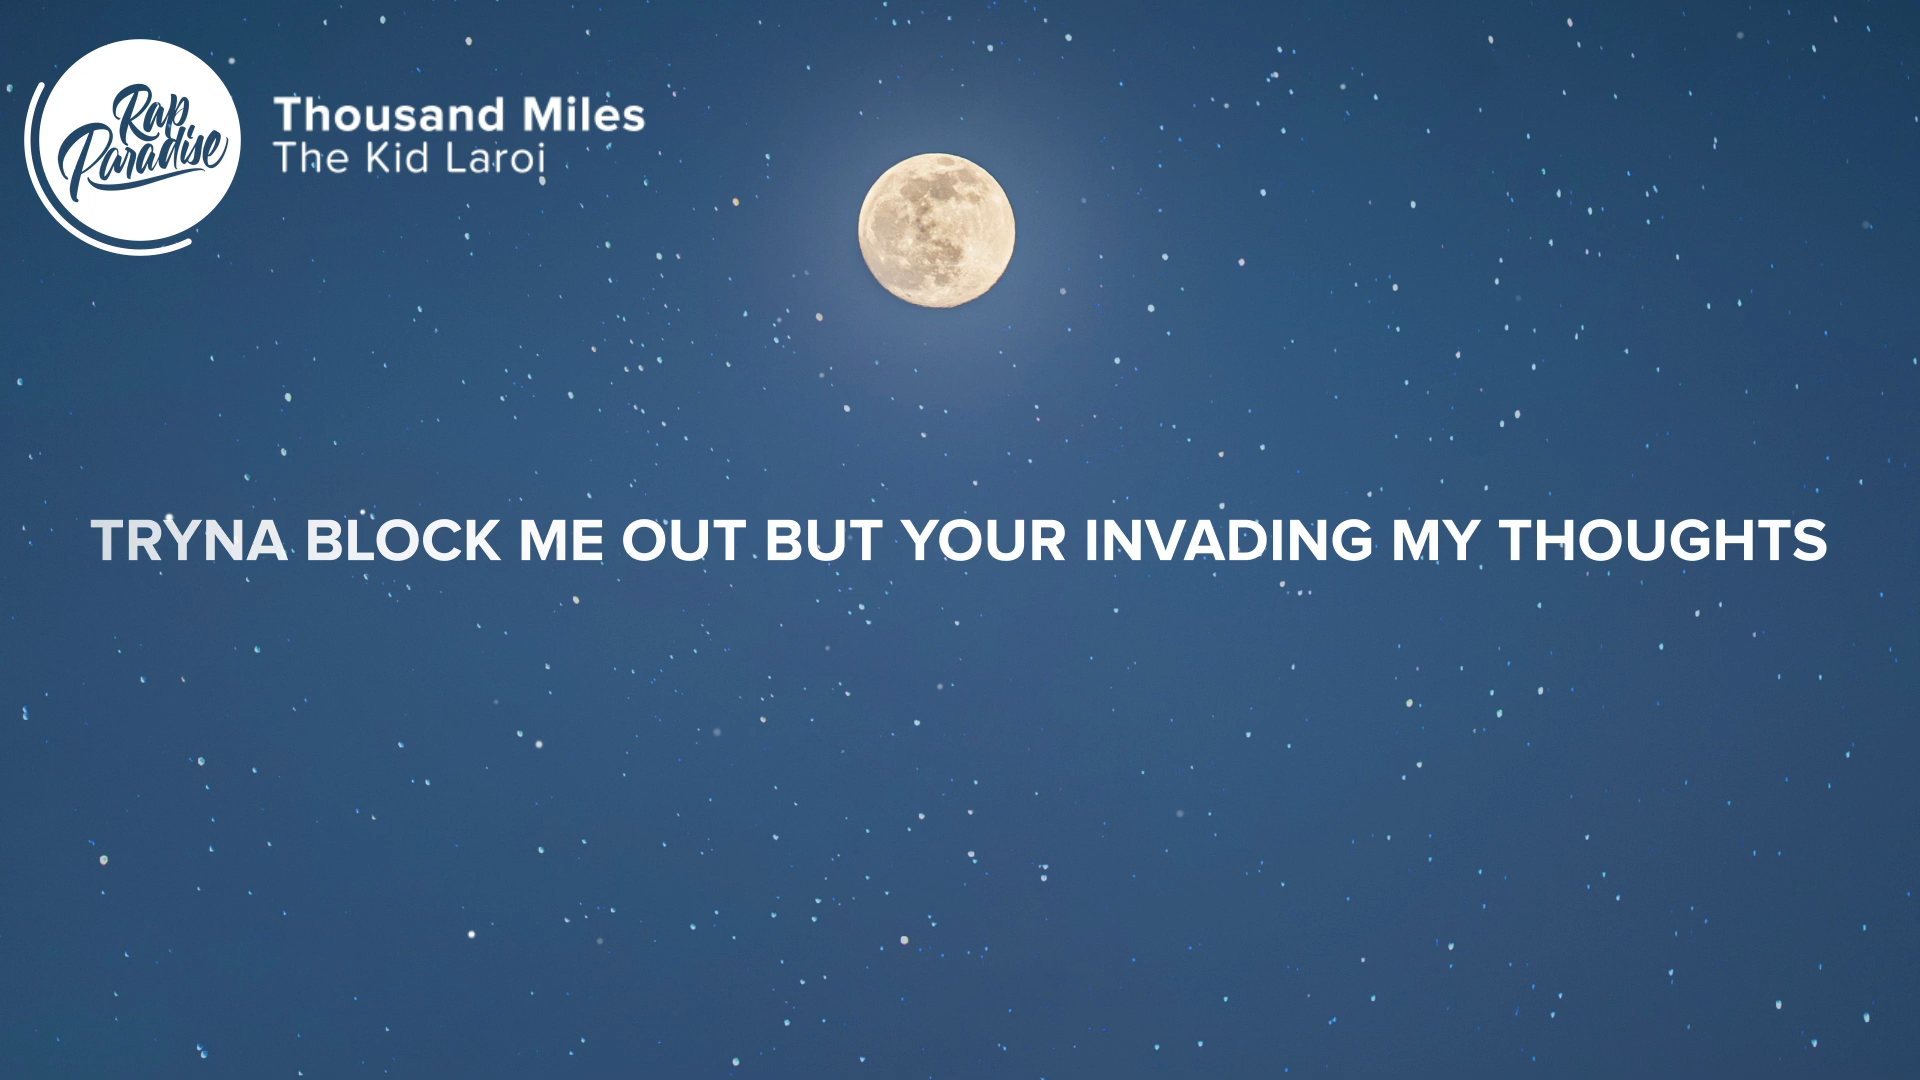 Rap
Paradise
Thousand Miles
The Kid Laroi
TRYNA BLOCK ME OUT BUT YOUR INVADING MY THOUGHTS